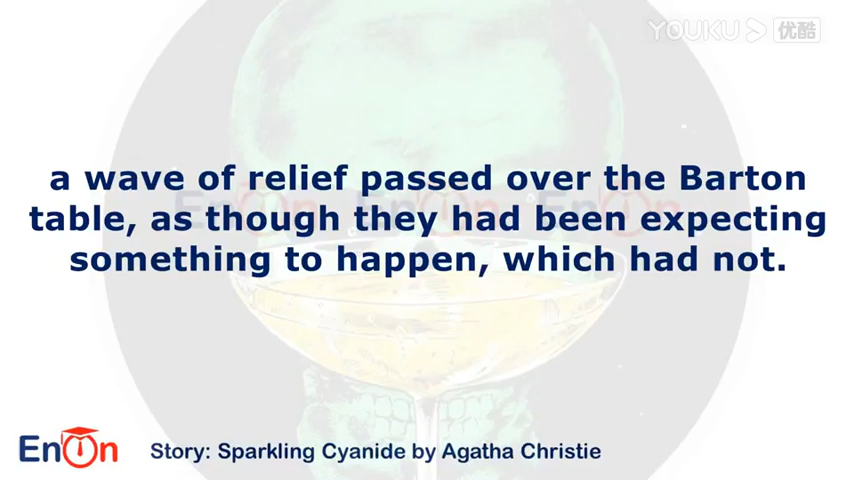 YOUKU 优酷
a wave of relief passed over the Barton
table, as though they had been expecting
something to happen, which had not.
EnOn
Story: Sparkling Cyanide by Agatha Christie